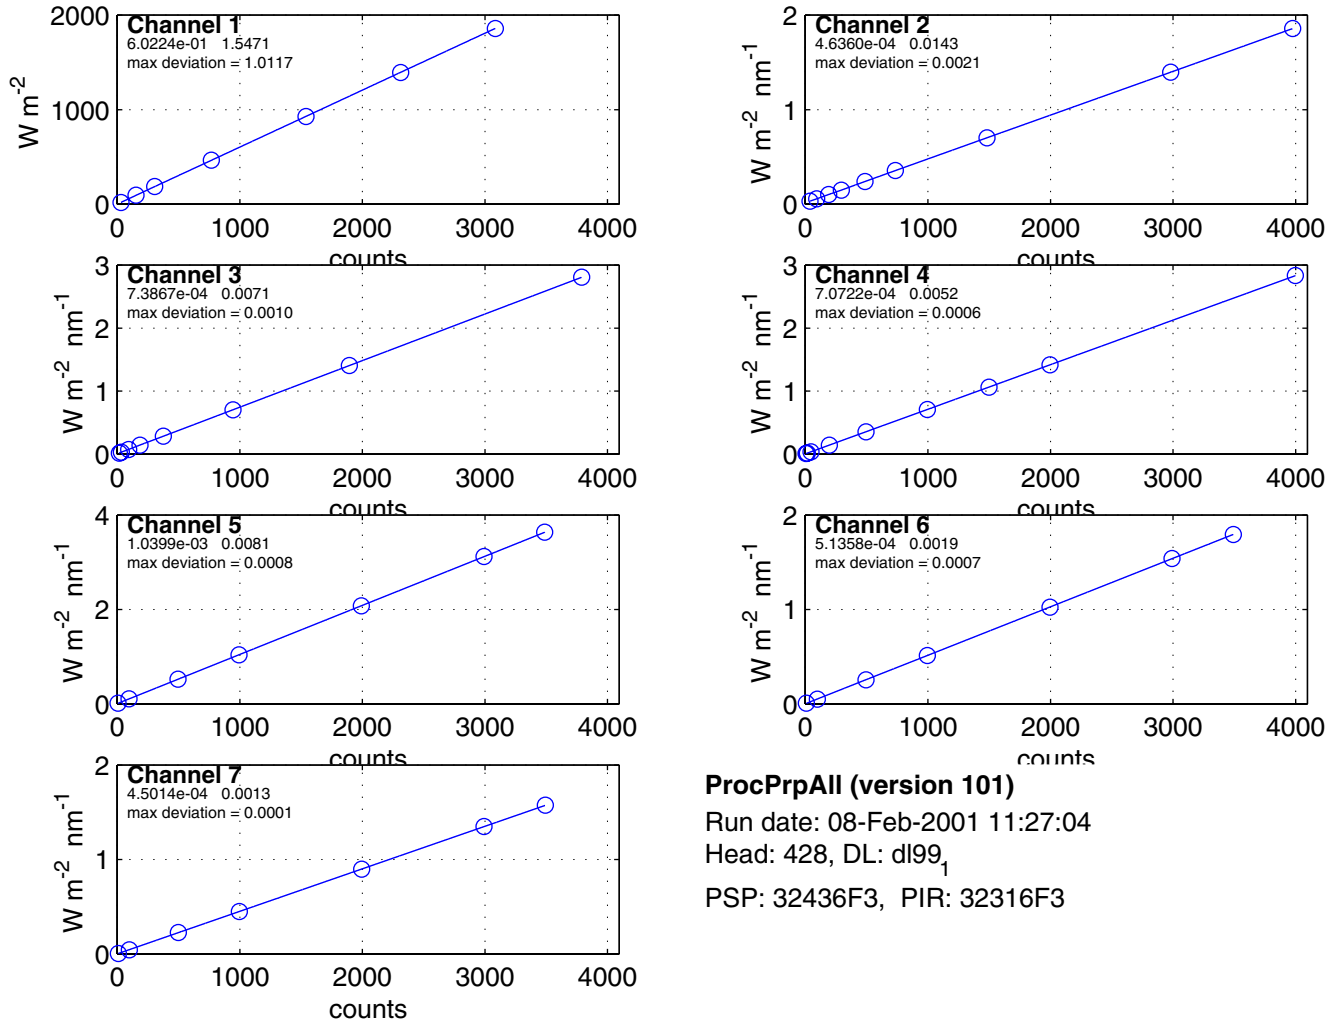 Channel 1
6.0224e-01 1.5471
max deviation = 1.0117
2000
1000
0
W m-2
0 1000 2000 3000 4000
counts
Channel 2
4.6360e-04 0.0143
max deviation = 0.0021
2
1
0
W m-2 nm-1
0 1000 2000 3000 4000
Channel 3
7.3867e-04 0.0071
max deviation = 0.0010
3
2
1
0
W m-2 nm-1
0 1000 2000 3000 4000
counts
Channel 4
7.0722e-04 0.0052
max deviation = 0.0006
3
2
1
0
W m-2 nm-1
0 1000 2000 3000 4000
counts
Channel 5
1.0399e-03 0.0081
max deviation = 0.0008
4
2
0
W m-2 nm-1
0 1000 2000 3000 4000
counts
Channel 6
5.1358e-04 0.0019
max deviation = 0.0007
2
1
0
W m-2 nm-1
0 1000 2000 3000 4000
counts
Channel 7
4.5014e-04 0.0013
max deviation = 0.0001
2
1
0
W m-2 nm-1
0 1000 2000 3000 4000
counts
ProcPrpAll (version 101)
Run date: 08-Feb-2001 11:27:04
Head: 428, DL: dl99₁
PSP: 32436F3, PIR: 32316F3